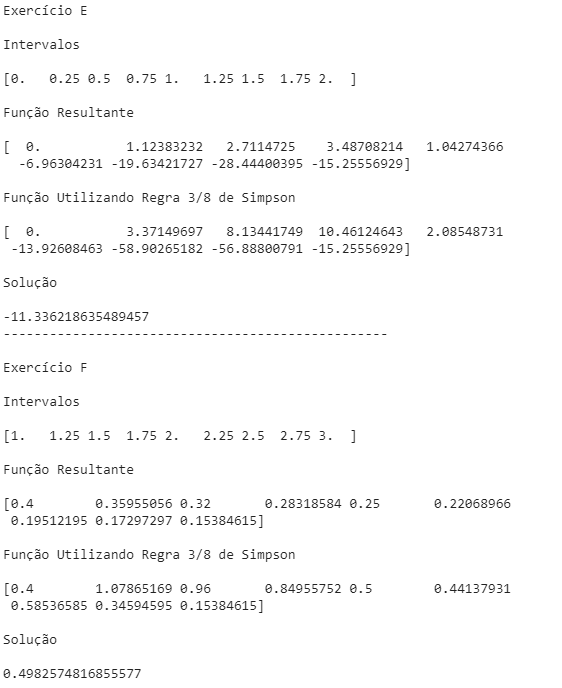 Exercício E
Intervalos
[0.   0.25 0.5  0.75 1.   1.25 1.5  1.75 2.  ]
Função Resultante
[  0.           1.12383232   2.7114725    3.48708214   1.04274366
  -6.96304231 -19.63421727 -28.44400395 -15.25556929]
Função Utilizando Regra 3/8 de Simpson
[  0.           3.37149697   8.13441749  10.46124643   2.08548731
 -13.92608463 -58.90265182 -56.88800791 -15.25556929]
Solução
-11.336218635489457
---------------------------------------------------
Exercício F
Intervalos
[1.   1.25 1.5  1.75 2.   2.25 2.5  2.75 3.  ]
Função Resultante
[0.4        0.35955056 0.32       0.28318584 0.25       0.22068966
 0.19512195 0.17297297 0.15384615]
Função Utilizando Regra 3/8 de Simpson
[0.4        1.07865169 0.96       0.84955752 0.5        0.44137931
 0.58536585 0.34594595 0.15384615]
Solução
0.4982574816855577